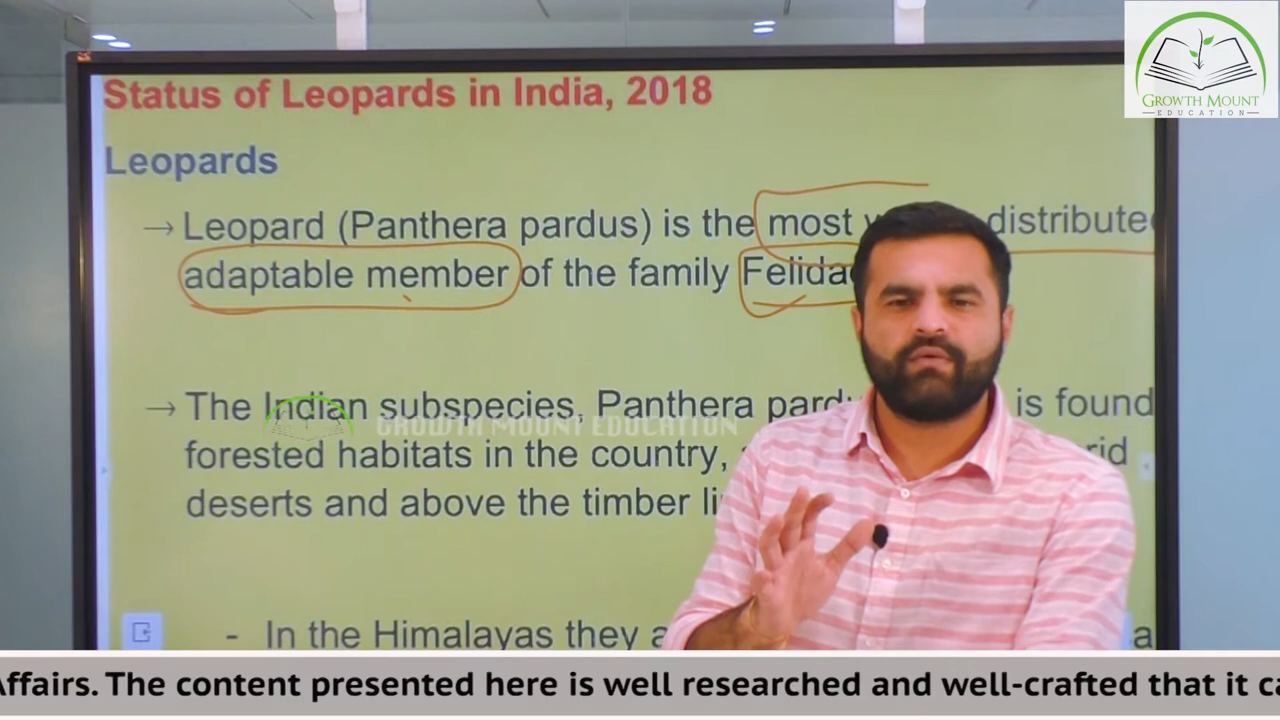 Status of Leopards in India, 2018
Leopards
→ Leopard (Panthera pardus) is the most distribute
adaptable member of the family Felida
→ The Indian subspecies, Panthera pard is found
forested habitats in the country, rid
deserts and above the timber li
- In the Himalayas they a a
GROWTH MOUNT
EDUCATION
GROWTH MOUNT EDUCATION
Affairs. The content presented here is well researched and well-crafted that it ca